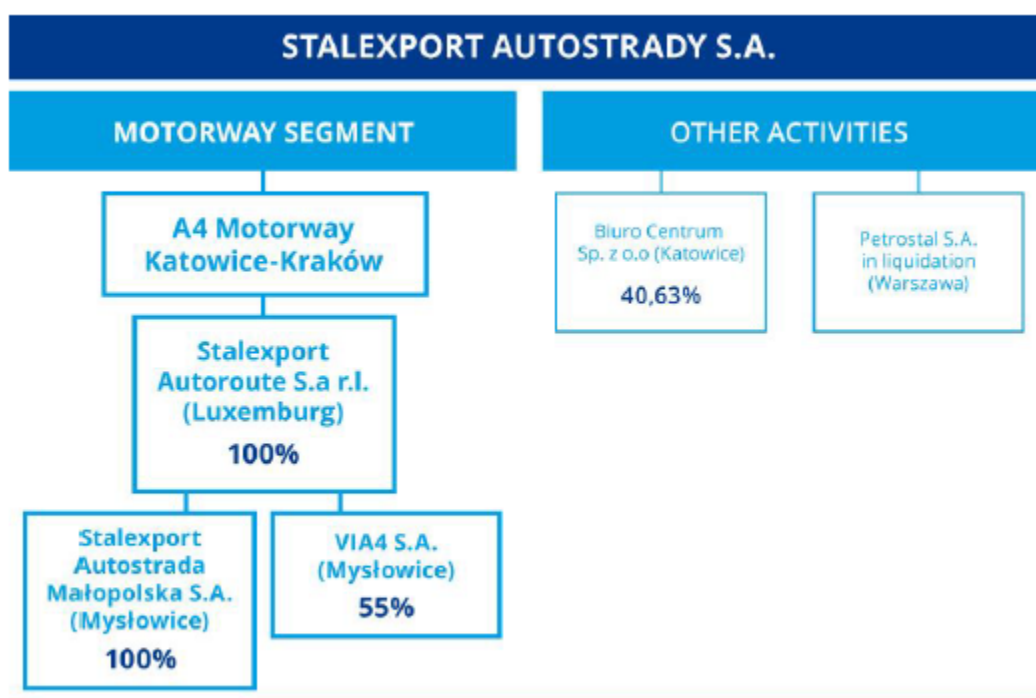 STALEXPORT AUTOSTRADY S.A.
MOTORWAY SEGMENT
A4 Motorway
Katowice-Kraków
Stalexport
Autoroute S.a r.l.
(Luxemburg)
100%
Stalexport
Autostrada
Małopolska S.A.
(Mysłowice)
100%
VIA4 S.A.
(Mysłowice)
55%
OTHER ACTIVITIES
Biuro Centrum
Sp. z o.o (Katowice)
40,63%
Petrostal S.A.
in liquidation
(Warszawa)